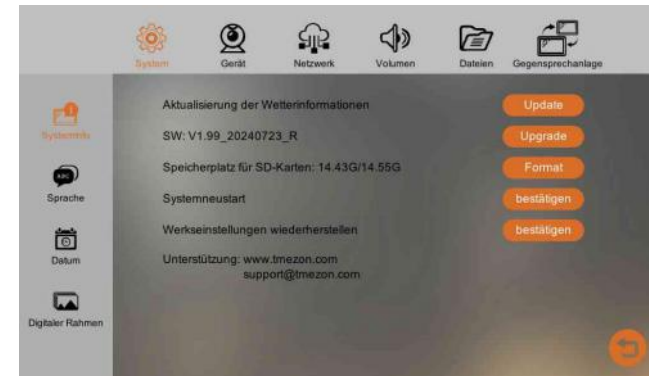 System
Gerät
Netzwerk
Volumen
Dateien
Gegensprechanlage
Systeminfo
ABC
Sprache
Datum
Digitaler Rahmen
Aktualisierung der Wetterinformationen
Update
SW: V1.99_20240723_R
Upgrade
Speicherplatz für SD-Karten: 14.43G/14.55G
Format
Systemneustart
bestätigen
Werkseinstellungen wiederherstellen
bestätigen
Unterstützung: www.tmezon.com
support@tmezon.com